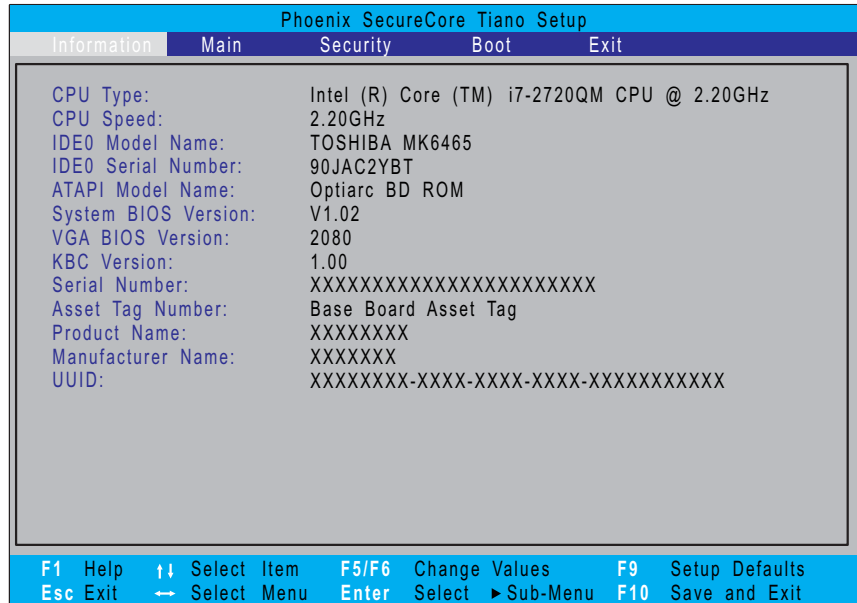 Phoenix SecureCore Tiano Setup
Information Main Security Boot Exit
CPU Type: Intel (R) Core (TM) i7-2720QM CPU @ 2.20GHz
CPU Speed: 2.20GHz
IDE0 Model Name: TOSHIBA MK6465
IDE0 Serial Number: 90JAC2YBT
ATAPI Model Name: Optiarc BD ROM
System BIOS Version: V1.02
VGA BIOS Version: 2080
KBC Version: 1.00
Serial Number: XXXXXXXXXXXXXXXXXXXXXXX
Asset Tag Number: Base Board Asset Tag
Product Name: XXXXXXXX
Manufacturer Name: XXXXXXX
UUID: XXXXXXXX-XXXX-XXXX-XXXX-XXXXXXXXXXX
F1 Help ↑↓ Select Item F5/F6 Change Values F9 Setup Defaults
Esc Exit ↔ Select Menu Enter Select ▶ Sub-Menu F10 Save and Exit